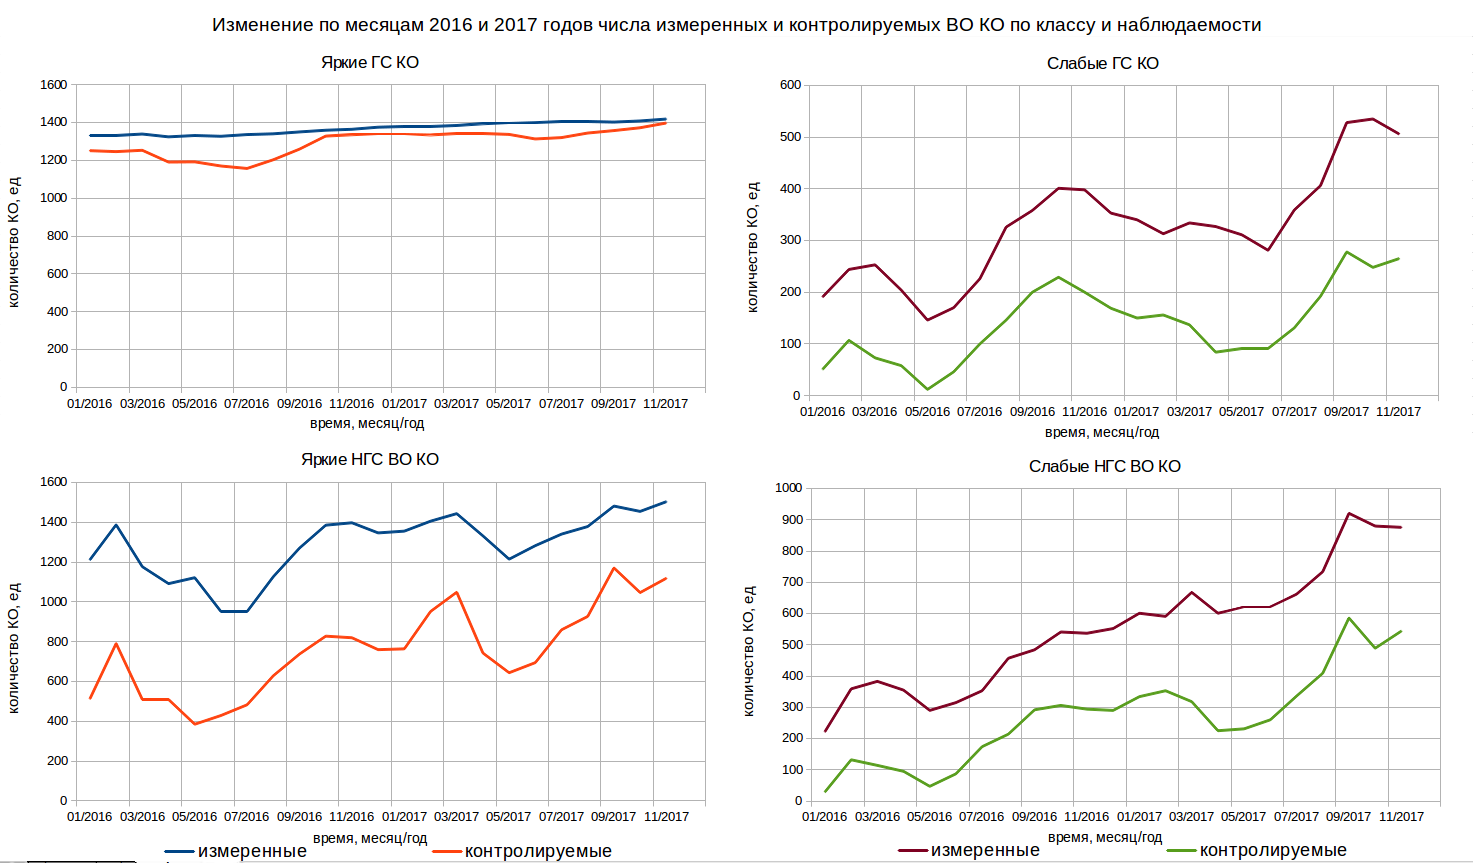 Изменение по месяцам 2016 и 2017 годов числа измеренных и контролируемых ВО КО по классу и наблюдаемости
Яркие ГС КО
количество КО, ед
1600
1400
1200
1000
800
600
400
200
0
01/2016 03/2016 05/2016 07/2016 09/2016 11/2016 01/2017 03/2017 05/2017 07/2017 09/2017 11/2017
время, месяц/год
Слабые ГС КО
количество КО, ед
600
500
400
300
200
100
0
01/2016 03/2016 05/2016 07/2016 09/2016 11/2016 01/2017 03/2017 05/2017 07/2017 09/2017 11/2017
время, месяц/год
Яркие НГС ВО КО
количество КО, ед
1600
1400
1200
1000
800
600
400
200
0
01/2016 03/2016 05/2016 07/2016 09/2016 11/2016 01/2017 03/2017 05/2017 07/2017 09/2017 11/2017
время, месяц/год
измеренные контролируемые
Слабые НГС ВО КО
количество КО, ед
1000
900
800
700
600
500
400
300
200
100
0
01/2016 03/2016 05/2016 07/2016 09/2016 11/2016 01/2017 03/2017 05/2017 07/2017 09/2017 11/2017
время, месяц/год
измеренные контролируемые